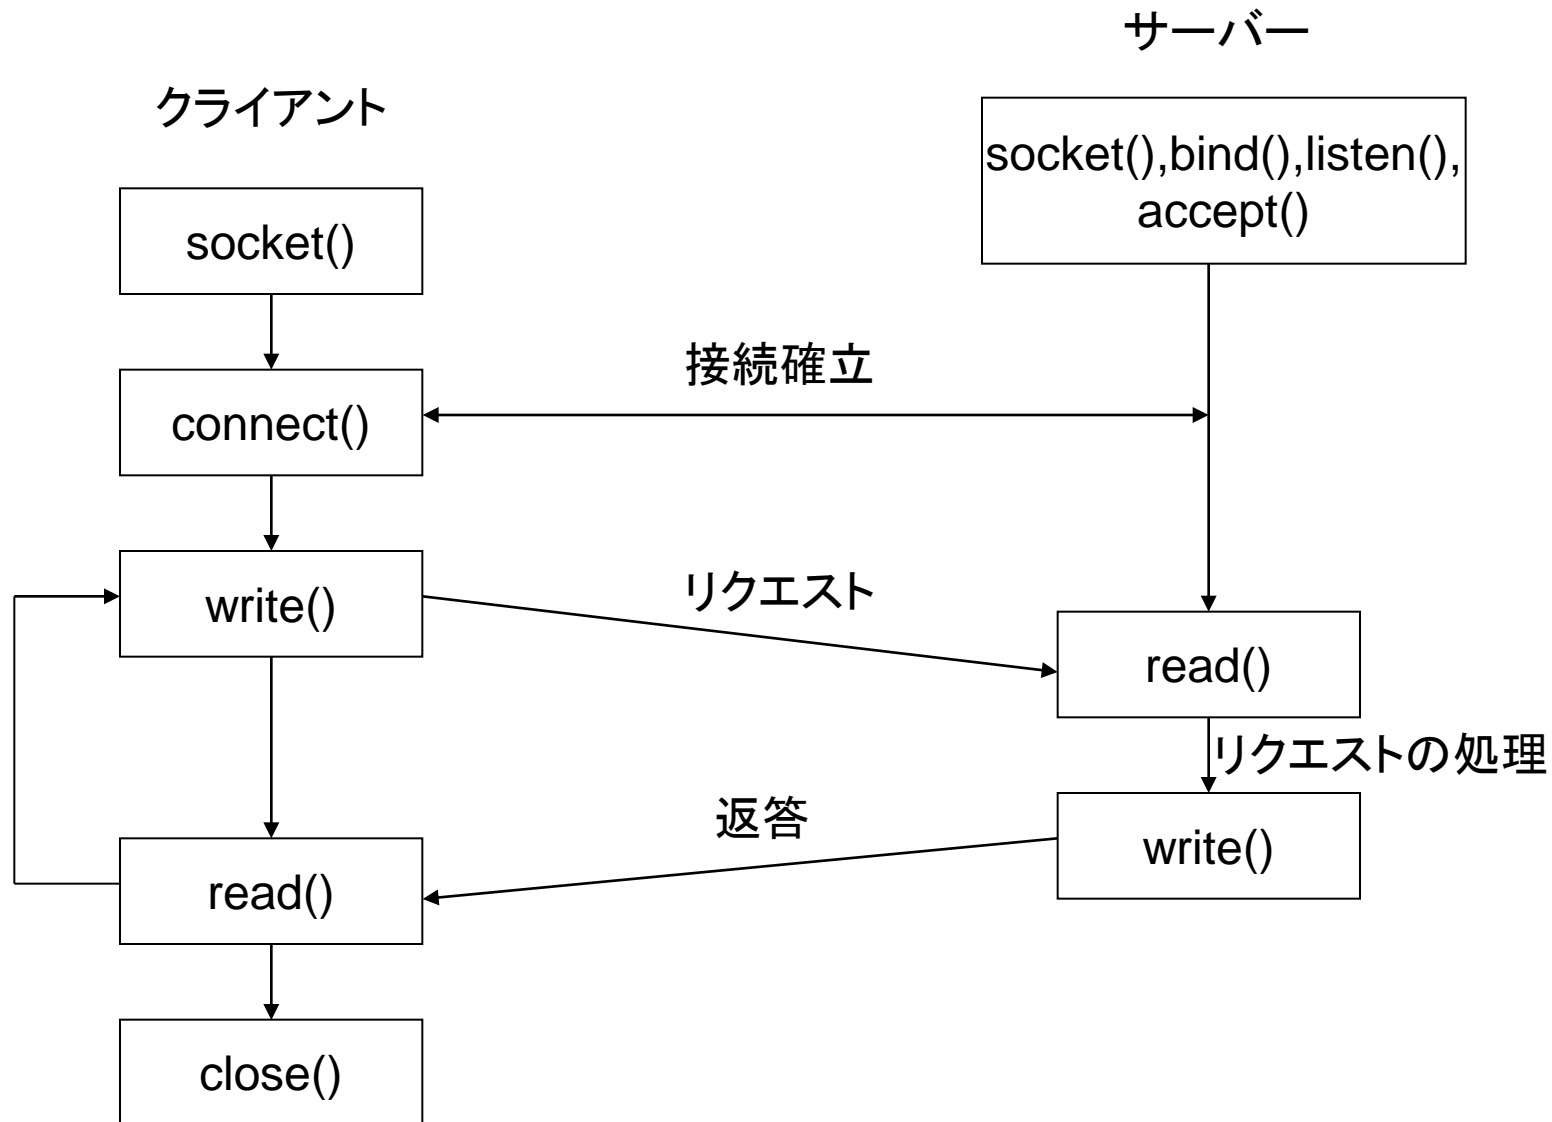 サーバー
クライアント
socket(),bind(),listen(),
accept()
socket()
接続確立
connect()
リクエスト
write()
read()
リクエストの処理
返答
write()
read()
close()